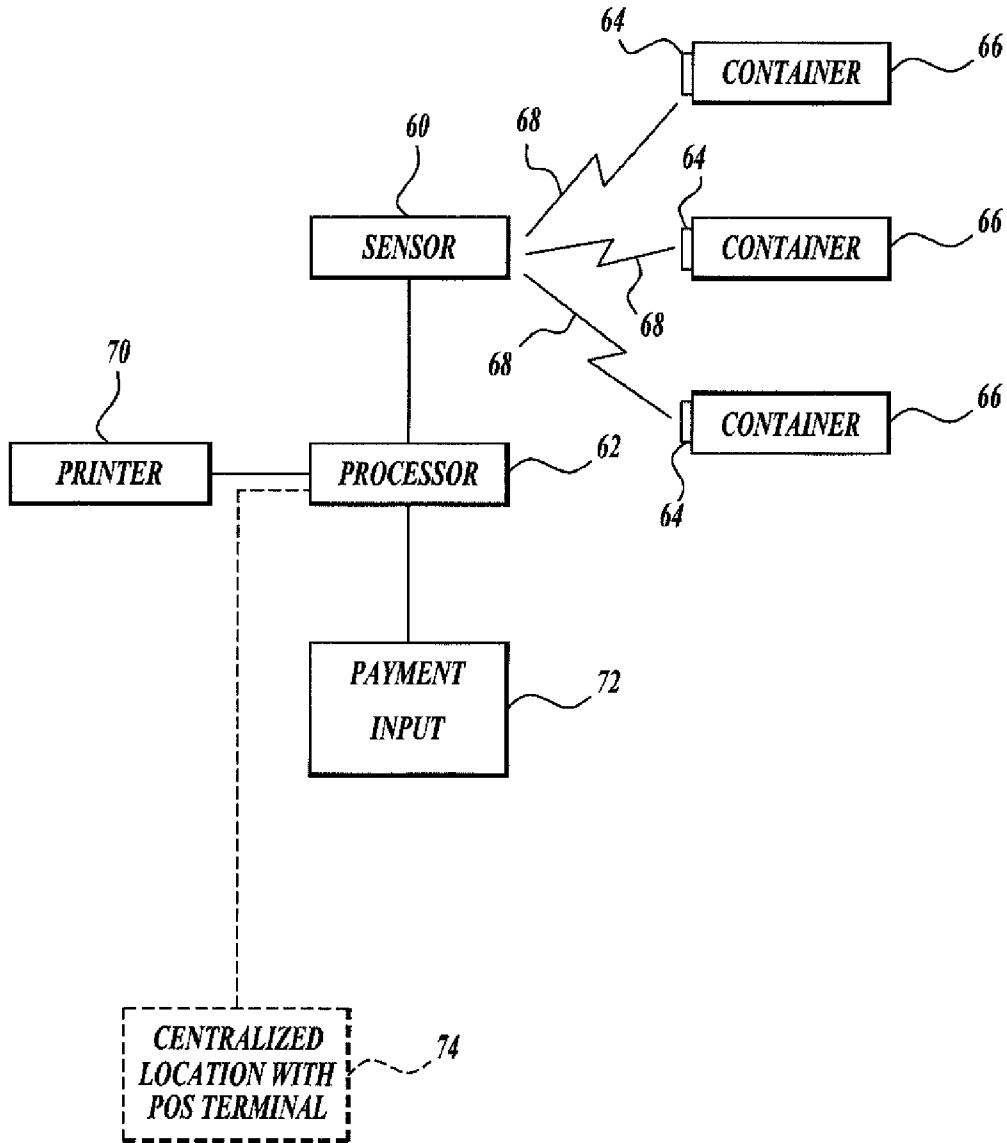 64
CONTAINER
66
60
68
64
SENSOR
CONTAINER
66
68
68
70
CONTAINER
66
PRINTER
PROCESSOR
62
64
PAYMENT
INPUT
72
CENTRALIZED
LOCATION WITH
POS TERMINAL
74